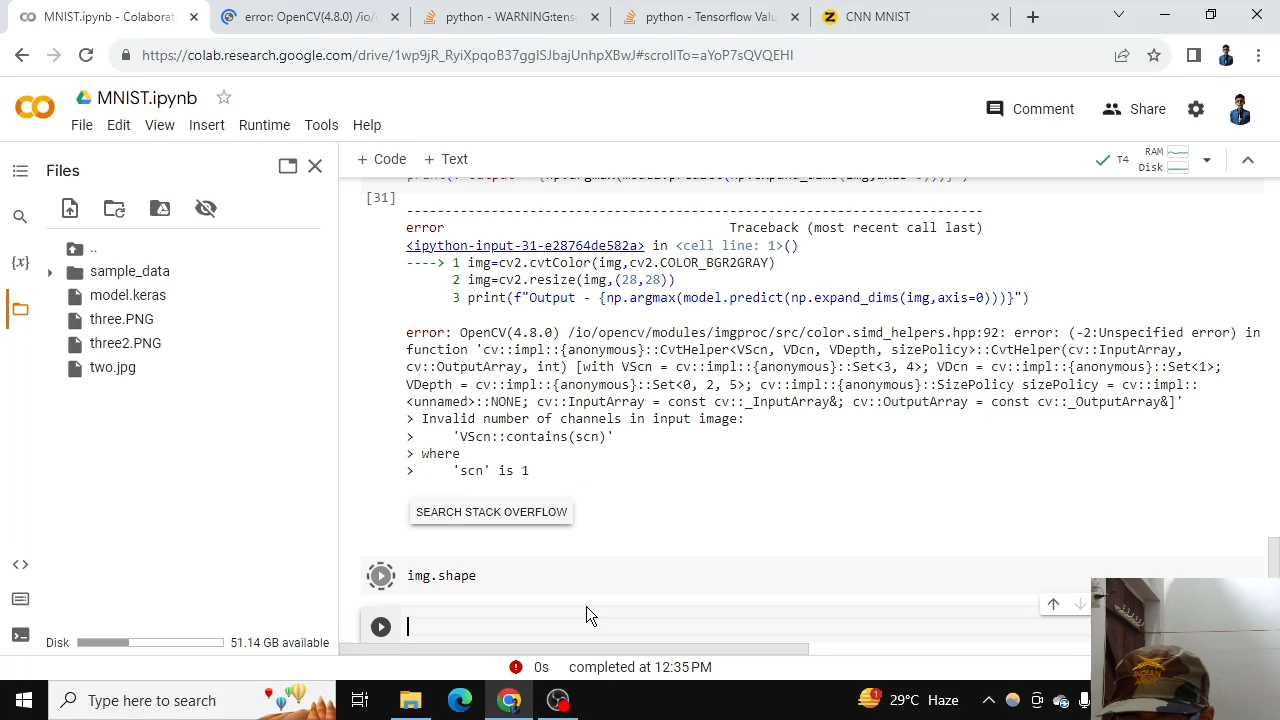 MNIST.ipynb - Colaborat
error: OpenCV(4.8.0) /io/
python - WARNING:tens
python - Tensorflow Valu
CNN MNIST
MNIST.ipynb
Comment
Share
File Edit View Insert Runtime Tools Help
Files
+ Code + Text
T4
RAM
Disk
..
sample_data
model.keras
three.PNG
three2.PNG
two.jpg
{x}
[31]
---------------------------------------------------------------------------
error Traceback (most recent call last)
<ipython-input-31-e28764de582a> in <cell line: 1>()
----> 1 img=cv2.cvtColor(img,cv2.COLOR_BGR2GRAY)
2 img=cv2.resize(img,(28,28))
3 print(f"Output - {np.argmax(model.predict(np.expand_dims(img,axis=0)))}")
error: OpenCV(4.8.0) /io/opencv/modules/imgproc/src/color.simd_helpers.hpp:92: error: (-2:Unspecified error) in
function 'cv::impl::{anonymous}::CvtHelper<VScn, VDcn, VDepth, sizePolicy>::CvtHelper(cv::InputArray,
cv::OutputArray, int) [with VScn = cv::impl::{anonymous}::Set<3, 4>; VDcn = cv::impl::{anonymous}::Set<1>;
VDepth = cv::impl::{anonymous}::Set<0, 2, 5>; cv::impl::{anonymous}::SizePolicy sizePolicy = cv::impl::
<unnamed>::NONE; cv::InputArray = const cv::_InputArray&; cv::OutputArray = const cv::_OutputArray&]'
> Invalid number of channels in input image:
> 'VScn::contains(scn)'
> where
> 'scn' is 1
SEARCH STACK OVERFLOW
img.shape
Disk
51.14 GB available
0s completed at 12:35 PM
Type here to search
1
29°C Haze
INDIAN
ARMY